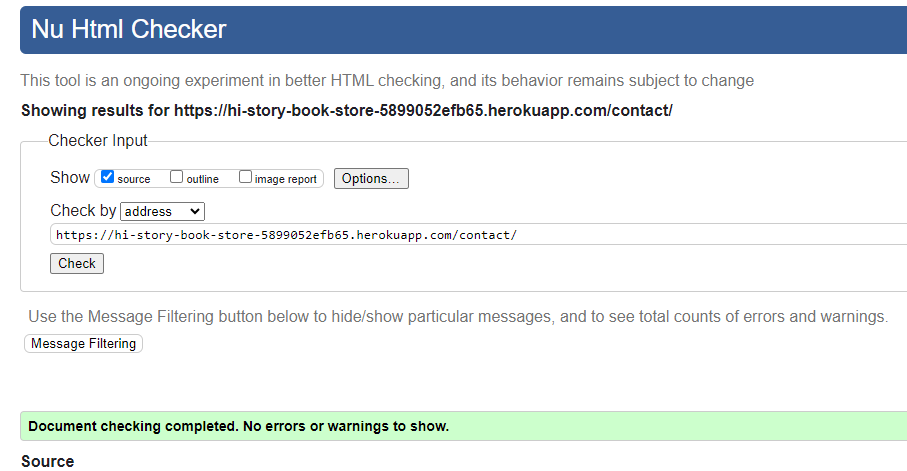 Nu Html Checker
This tool is an ongoing experiment in better HTML checking, and its behavior remains subject to change
Showing results for https://hi-story-book-store-5899052efb65.herokuapp.com/contact/
Checker Input
Show source outline image report Options...
Check by address
https://hi-story-book-store-5899052efb65.herokuapp.com/contact/
Check
Use the Message Filtering button below to hide/show particular messages, and to see total counts of errors and warnings.
Message Filtering
Document checking completed. No errors or warnings to show.
Source